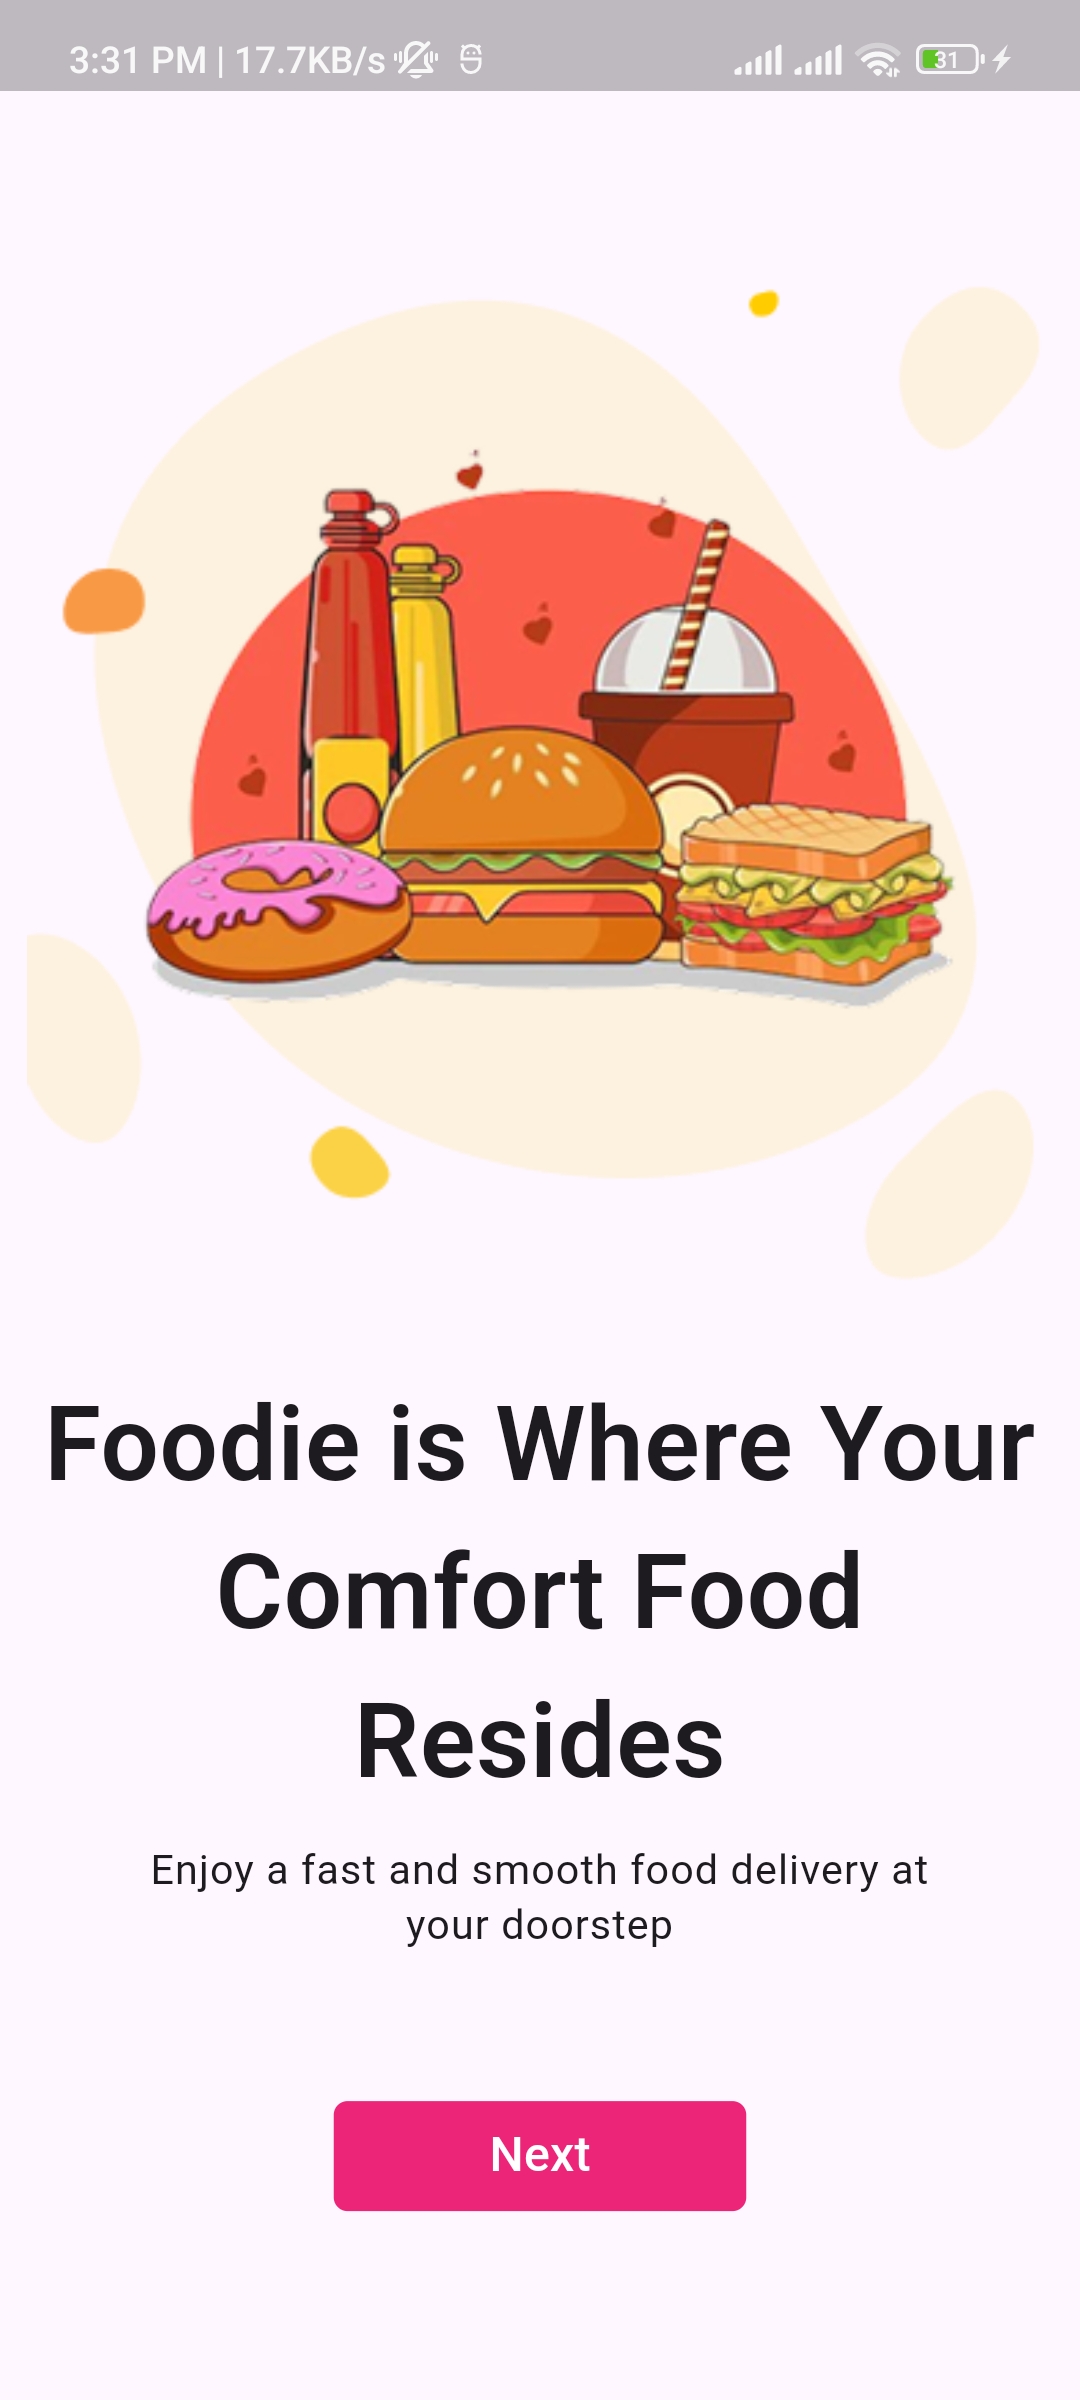 3:31 PM | 17.7KB/s 31
Foodie is Where Your
Comfort Food
Resides
Enjoy a fast and smooth food delivery at
your doorstep
Next